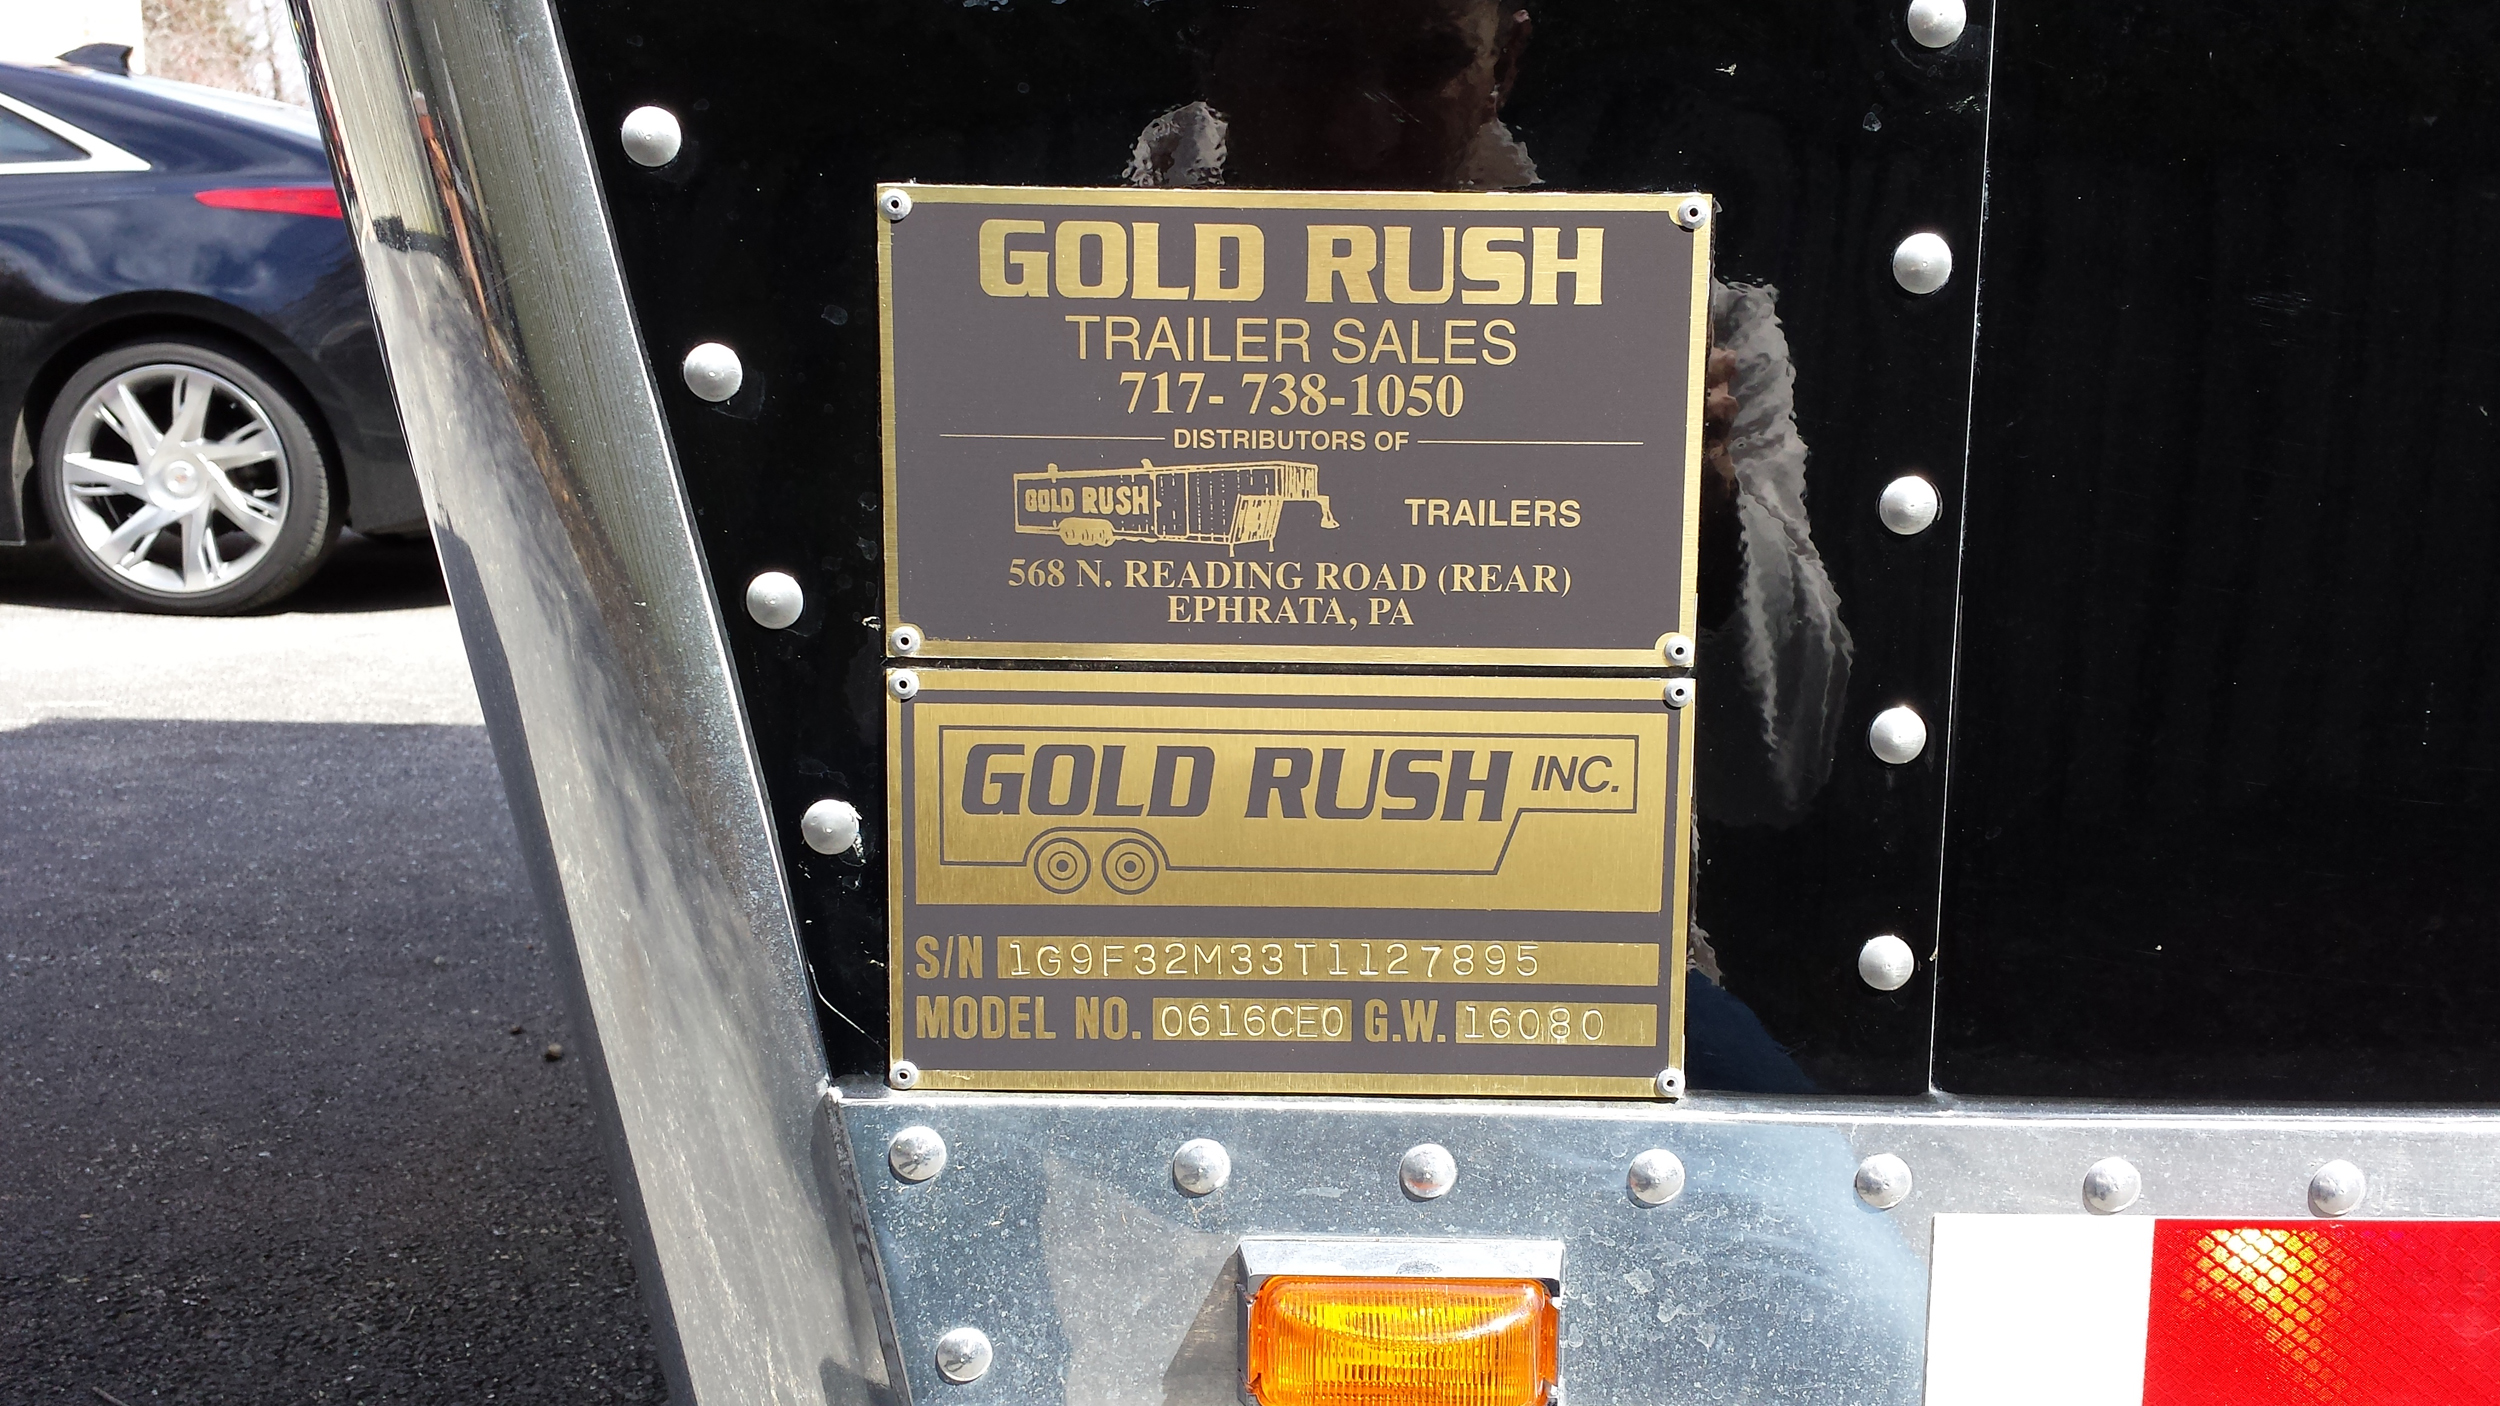 GOLD RUSH
TRAILER SALES
717- 738-1050
DISTRIBUTORS OF
GOLD RUSH TRAILERS
568 N. READING ROAD (REAR)
EPHRATA, PA
GOLD RUSH INC.
S/N 1G9F32M33T1127895
MODEL NO. 0616CE0 G.W. 16080